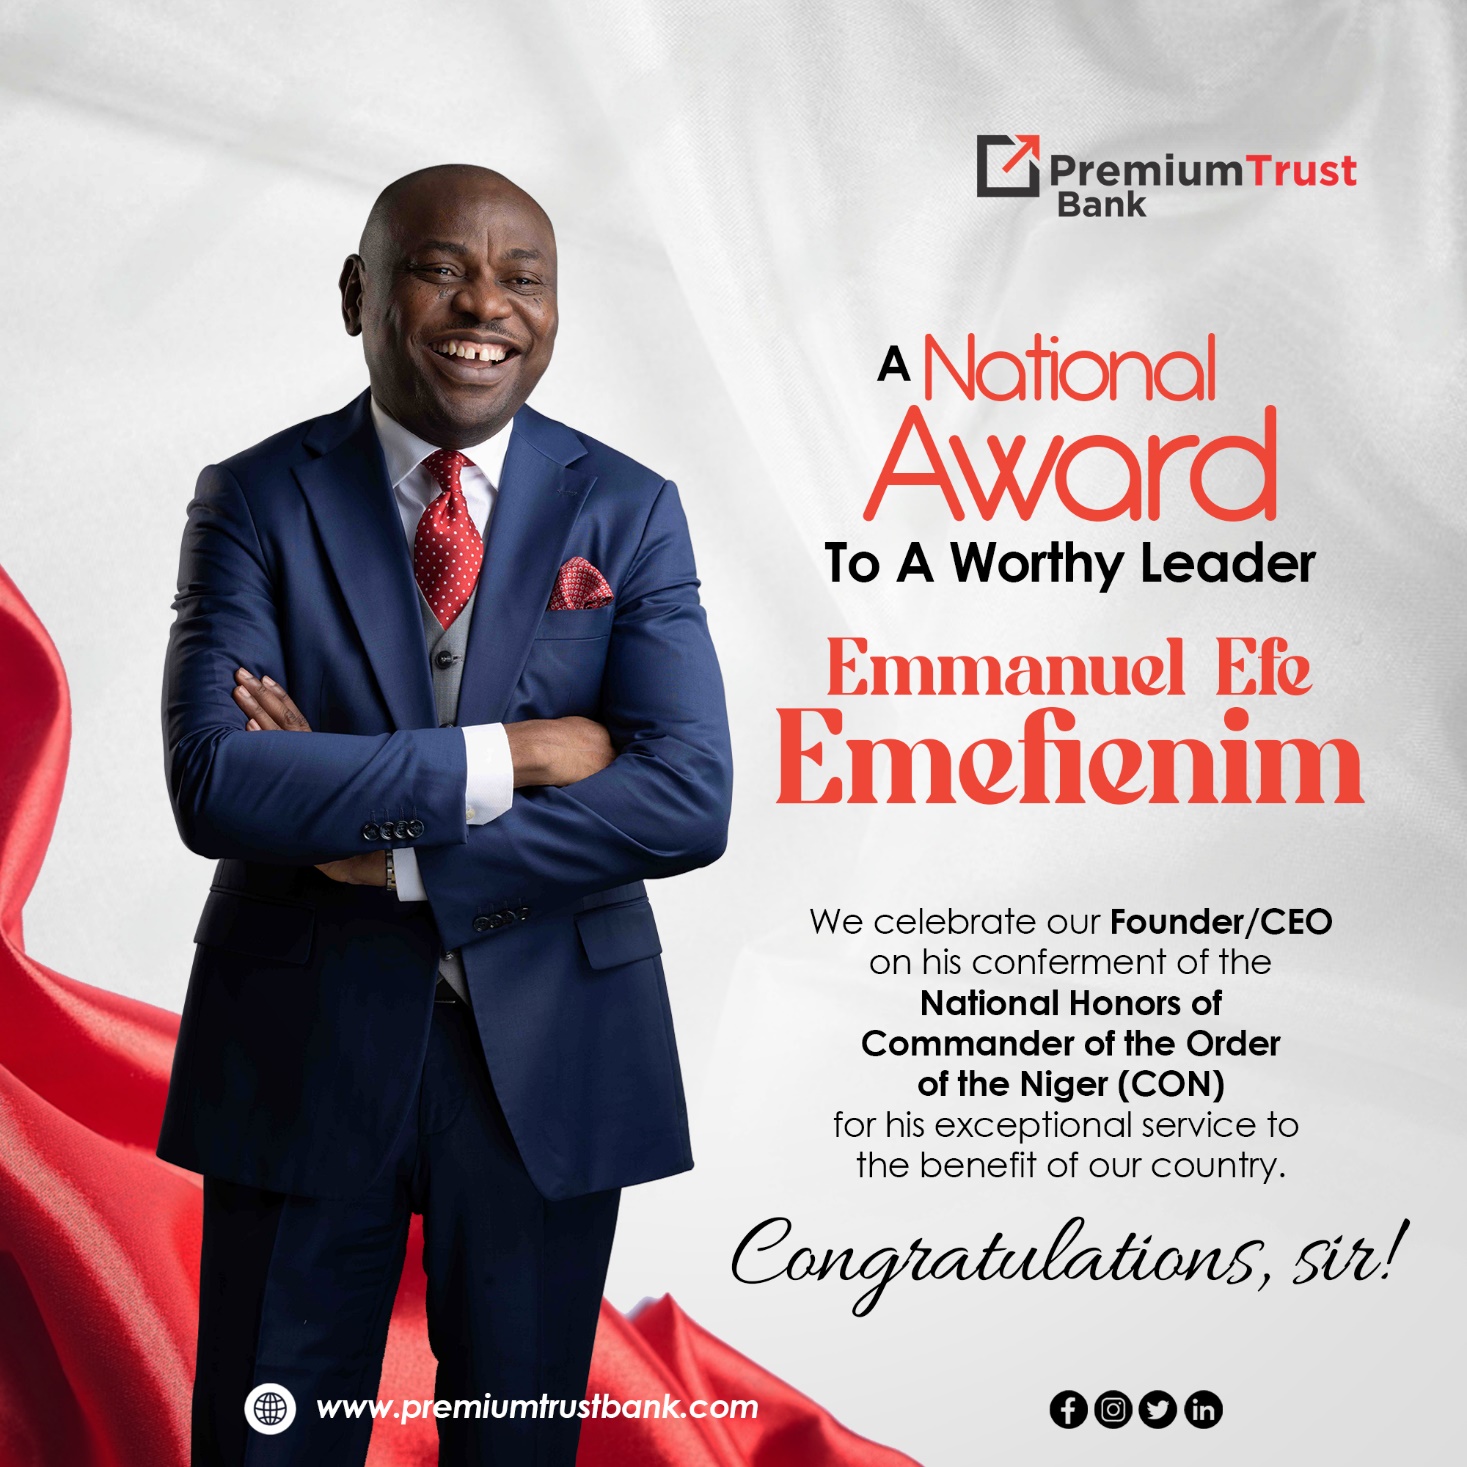 PremiumTrust
Bank
A National
Award
To A Worthy Leader
Emmanuel Efe
Emefienim
We celebrate our Founder/CEO
on his conferment of the
National Honors of
Commander of the Order
of the Niger (CON)
for his exceptional service to
the benefit of our country.
Congratulations, sir!
www.premiumtrustbank.com